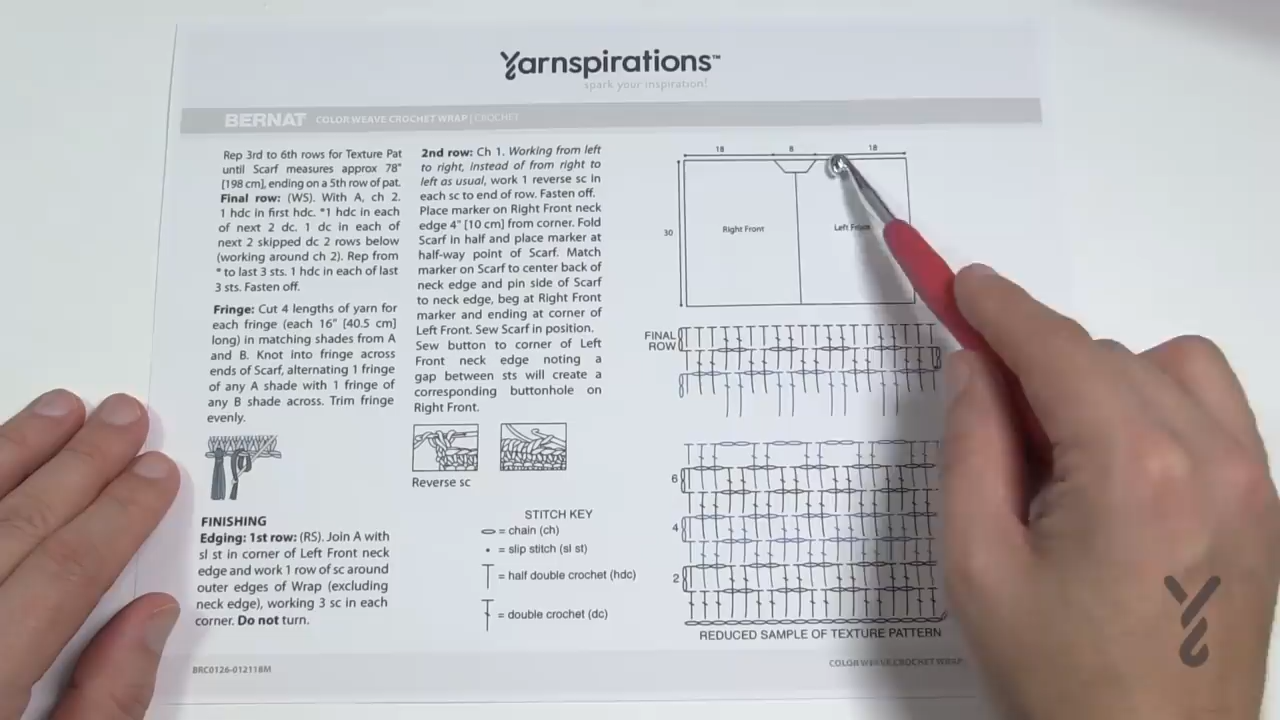 Yarnspirations™
spark your inspiration!
BERNAT COLOR WEAVE CROCHET WRAP | CROCHET
Rep 3rd to 6th rows for Texture Pat
until Scarf measures approx 78"
[198 cm], ending on a 5th row of pat.
Final row: (WS). With A, ch 2.
1 hdc in first hdc. *1 hdc in each
of next 2 dc. 1 dc in each of
next 2 skipped dc 2 rows below
(working around ch 2). Rep from
* to last 3 sts. 1 hdc in each of last
3 sts. Fasten off.
Fringe: Cut 4 lengths of yarn for
each fringe (each 16" [40.5 cm]
long) in matching shades from A
and B. Knot into fringe across
ends of Scarf, alternating 1 fringe
of any A shade with 1 fringe of
any B shade across. Trim fringe
evenly.
FINISHING
Edging: 1st row: (RS). Join A with
sl st in corner of Left Front neck
edge and work 1 row of sc around
outer edges of Wrap (excluding
neck edge), working 3 sc in each
corner. Do not turn.
2nd row: Ch 1. Working from left
to right, instead of from right to
left as usual, work 1 reverse sc in
each sc to end of row. Fasten off.
Place marker on Right Front neck
edge 4" [10 cm] from corner. Fold
Scarf in half and place marker at
half-way point of Scarf. Match
marker on Scarf to center back of
neck edge and pin side of Scarf
to neck edge, beg at Right Front
marker and ending at corner of
Left Front. Sew Scarf in position.
Sew button to corner of Left
Front neck edge noting a
gap between sts will create a
corresponding buttonhole on
Right Front.
Reverse sc
STITCH KEY
= chain (ch)
= slip stitch (sl st)
= half double crochet (hdc)
= double crochet (dc)
18 6 18
30
Right Front
Left Front
FINAL
ROW
6
4
2
REDUCED SAMPLE OF TEXTURE PATTERN
BRC0126-012118M
COLOR WEAVE CROCHET WRAP